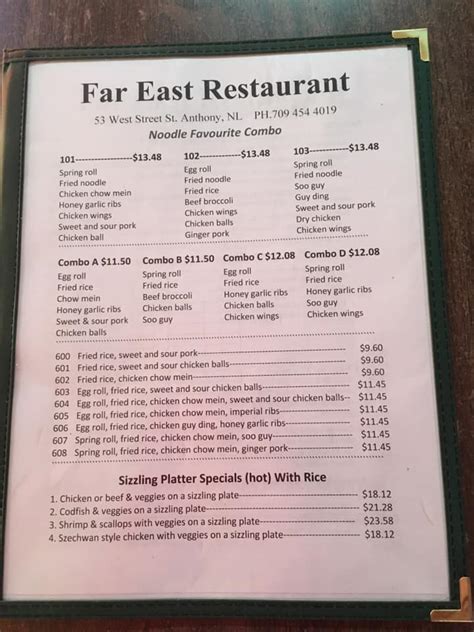 Far East Restaurant
53 West Street St. Anthony, NL PH.709 454 4019
Noodle Favourite Combo
101------------------$13.48
Spring roll
Fried noodle
Chicken chow mein
Honey garlic ribs
Chicken wings
Sweet and sour pork
Chicken ball
102--------------$13.48
Egg roll
Fried noodle
Fried rice
Beef broccoli
Chicken wings
Chicken balls
Ginger pork
103-------------$13.48
Spring roll
Fried noodle
Soo guy
Guy ding
Sweet and sour pork
Dry chicken
Chicken wings
Combo A $11.50
Egg roll
Fried rice
Chow mein
Honey garlic ribs
Sweet & sour pork
Chicken balls
Combo B $11.50
Spring roll
Fried rice
Beef broccoli
Chicken balls
Soo guy
Combo C $12.08
Egg roll
Fried rice
Honey garlic ribs
Chicken balls
Chicken wings
Combo D $12.08
Spring roll
Fried rice
Honey garlic ribs
Chicken balls
Chicken wings
600 Fried rice, sweet and sour pork------------------------------------ $9.60
601 Fried rice, sweet and sour chicken balls---------------------------- $9.60
602 Fried rice, chicken chow mein------------------------------------- $9.60
603 Egg roll, fried rice, sweet and sour chicken balls-------------------- $11.45
604 Egg roll, fried rice, chicken chow mein, sweet and sour chicken balls-- $11.45
605 Egg roll, fried rice, chicken chow mein, imperial ribs---------------- $11.45
606 Egg roll, fried rice, chicken guy ding, honey garlic ribs-------------- $11.45
607 Spring roll, fried rice, chicken chow mein, soo guy------------------ $11.45
608 Spring roll, fried rice, chicken chow mein, ginger pork--------------- $11.45
Sizzling Platter Specials (hot) With Rice
1. Chicken or beef & veggies on a sizzling plate------------------------- $18.12
2. Codfish & veggies on a sizzling plate-------------------------------- $21.28
3. Shrimp & scallops with veggies on a sizzling plate-------------------- $23.58
4. Szechwan style chicken with veggies on a sizzling plate--------------- $18.12